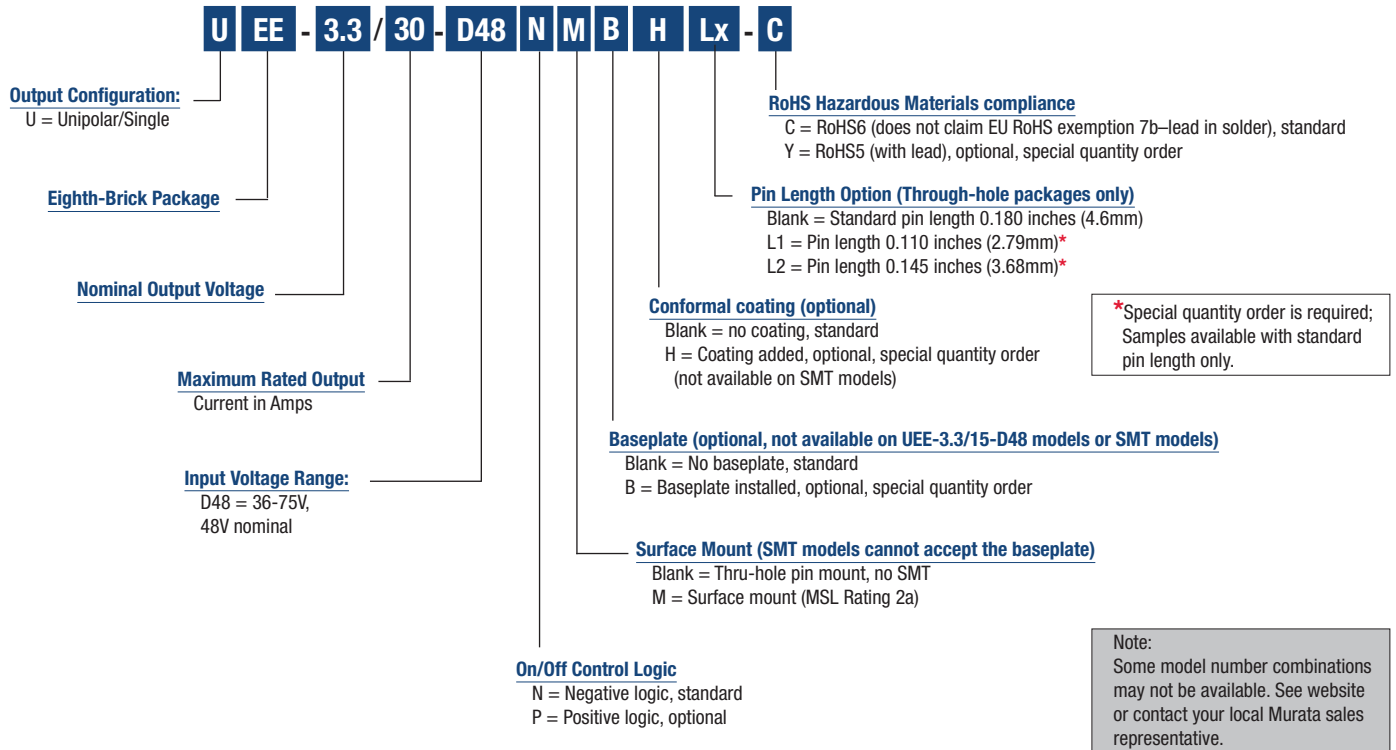 U EE - 3.3 / 30 - D48 N M B H Lx - C
Output Configuration:
U = Unipolar/Single
Eighth-Brick Package
Nominal Output Voltage
Maximum Rated Output
Current in Amps
Input Voltage Range:
D48 = 36-75V,
48V nominal
RoHS Hazardous Materials compliance
C = RoHS6 (does not claim EU RoHS exemption 7b–lead in solder), standard
Y = RoHS5 (with lead), optional, special quantity order
Pin Length Option (Through-hole packages only)
Blank = Standard pin length 0.180 inches (4.6mm)
L1 = Pin length 0.110 inches (2.79mm)*
L2 = Pin length 0.145 inches (3.68mm)*
Conformal coating (optional)
Blank = no coating, standard
H = Coating added, optional, special quantity order
(not available on SMT models)
*Special quantity order is required;
Samples available with standard
pin length only.
Baseplate (optional, not available on UEE-3.3/15-D48 models or SMT models)
Blank = No baseplate, standard
B = Baseplate installed, optional, special quantity order
Surface Mount (SMT models cannot accept the baseplate)
Blank = Thru-hole pin mount, no SMT
M = Surface mount (MSL Rating 2a)
On/Off Control Logic
N = Negative logic, standard
P = Positive logic, optional
Note:
Some model number combinations
may not be available. See website
or contact your local Murata sales
representative.